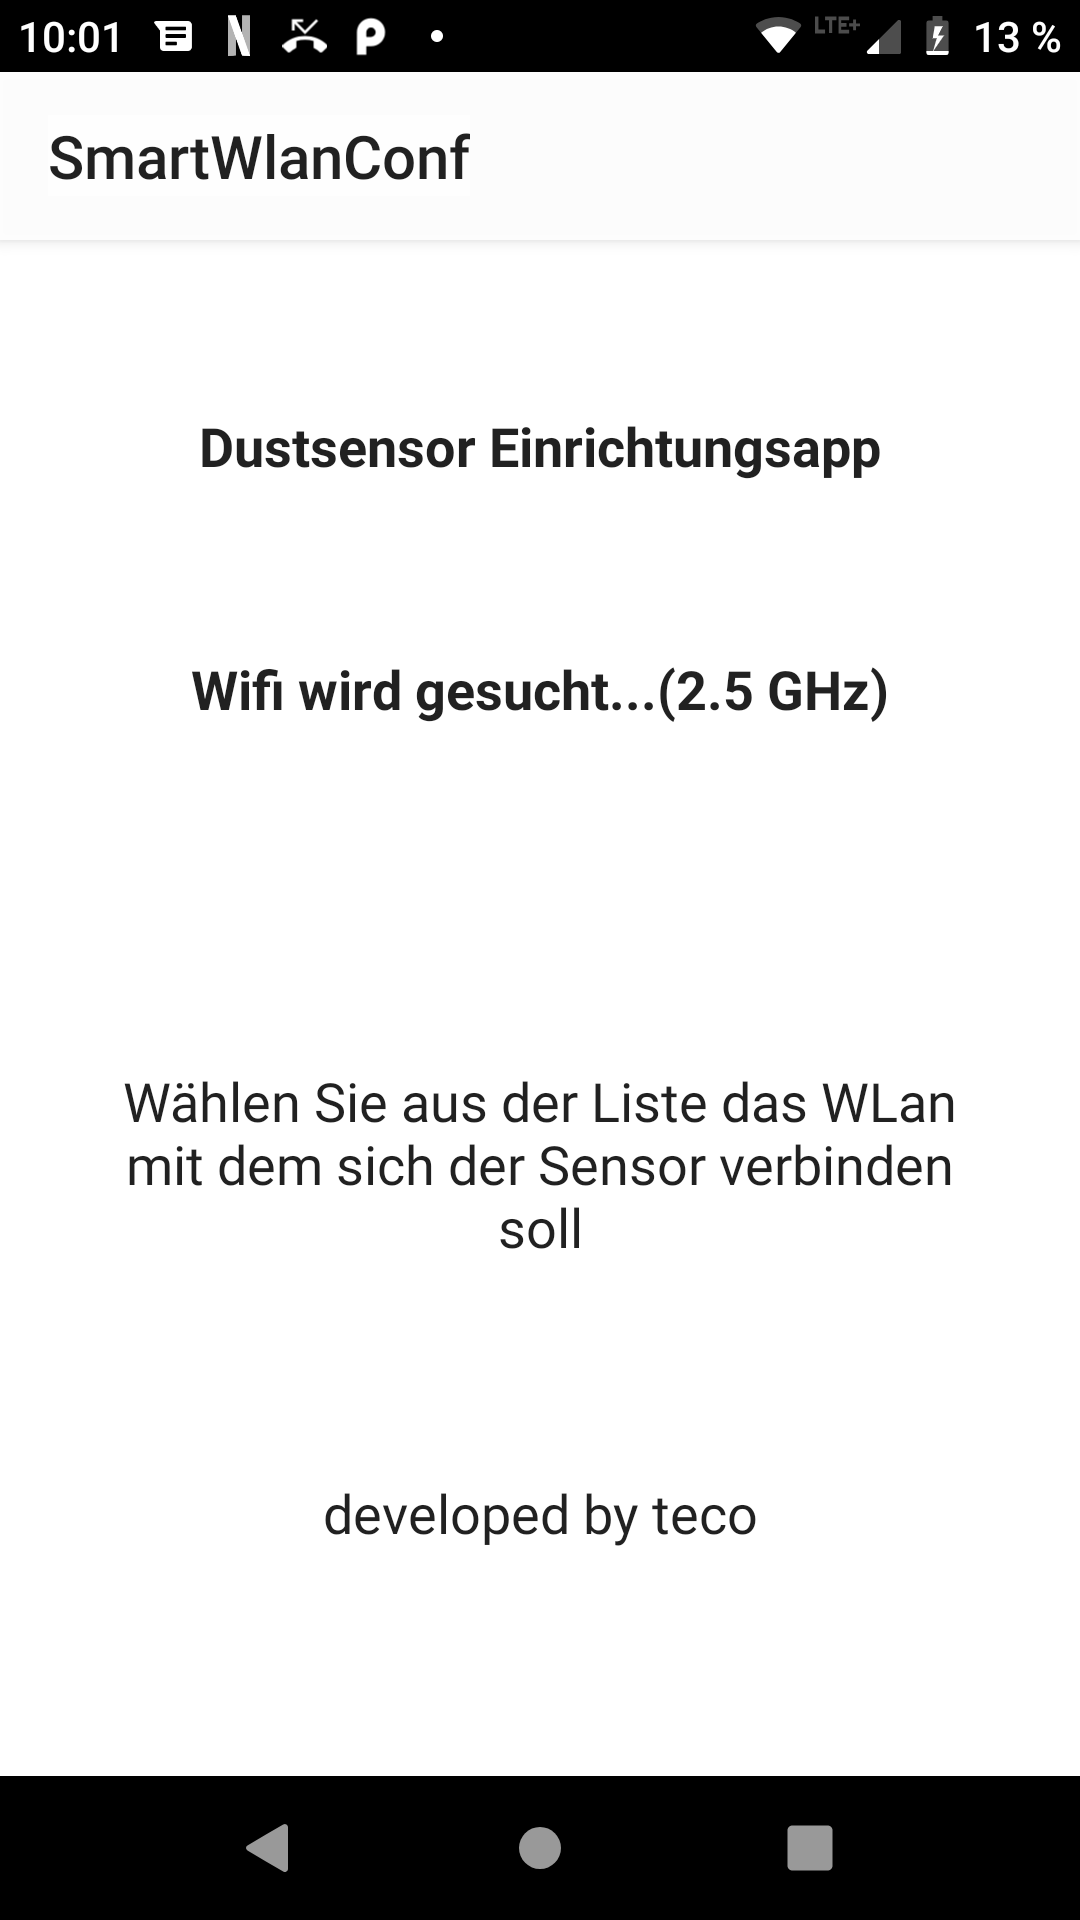 10:01
LTE+
13 %
SmartWlanConf
Dustsensor Einrichtungsapp
Wifi wird gesucht...(2.5 GHz)
Wählen Sie aus der Liste das WLan
mit dem sich der Sensor verbinden
soll
developed by teco